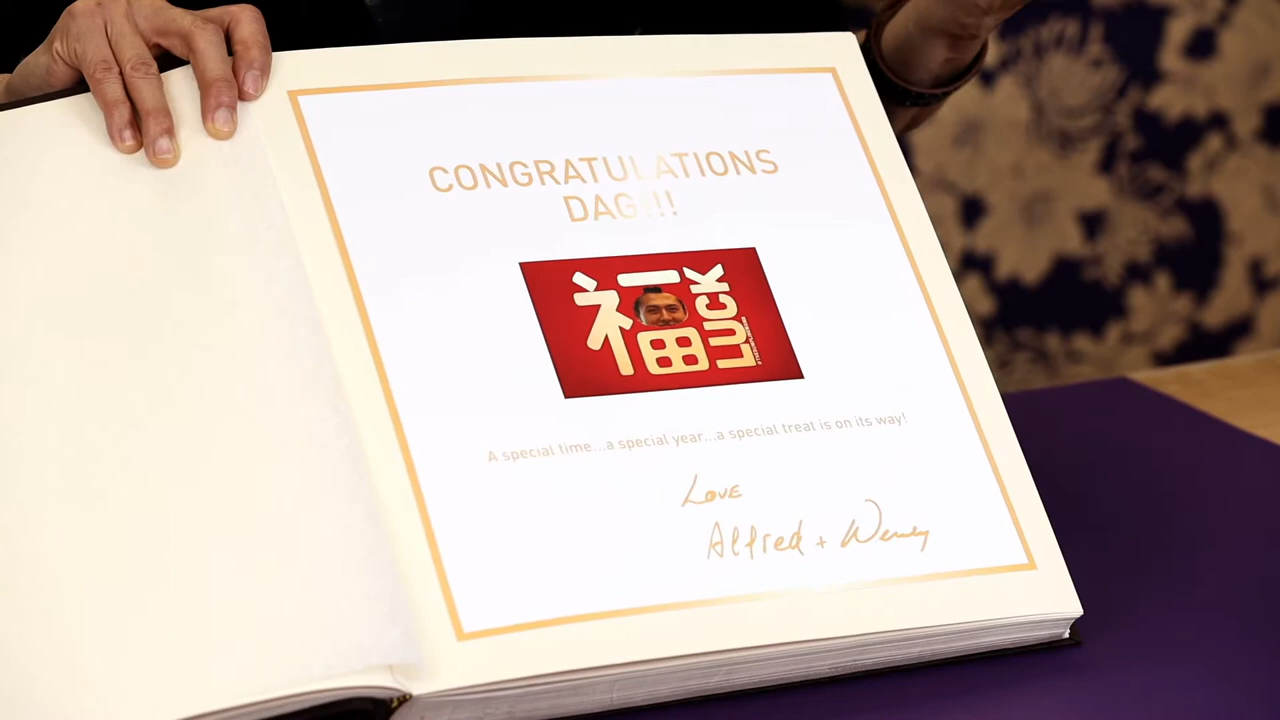 CONGRATULATIONS
DAG!!!!
福
LUCK
A special time...a special year...a special treat is on its way!
Love
Alfred + Wendy